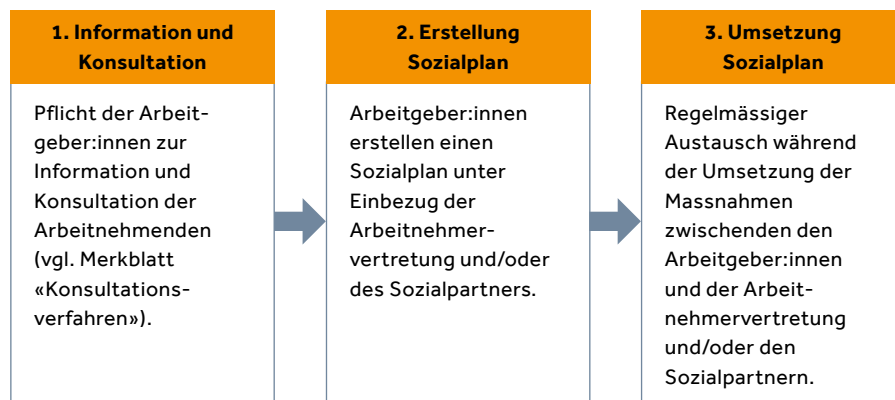 1. Information und
Konsultation
Pflicht der Arbeit-
geber:innen zur
Information und
Konsultation der
Arbeitnehmenden
(vgl. Merkblatt
«Konsultations-
verfahren»).
2. Erstellung
Sozialplan
Arbeitgeber:innen
erstellen einen
Sozialplan unter
Einbezug der
Arbeitnehmer-
vertretung und/oder
des Sozialpartners.
3. Umsetzung
Sozialplan
Regelmässiger
Austausch während
der Umsetzung der
Massnahmen
zwischenden den
Arbeitgeber:innen
und der Arbeit-
nehmervertretung
und/oder den
Sozialpartnern.